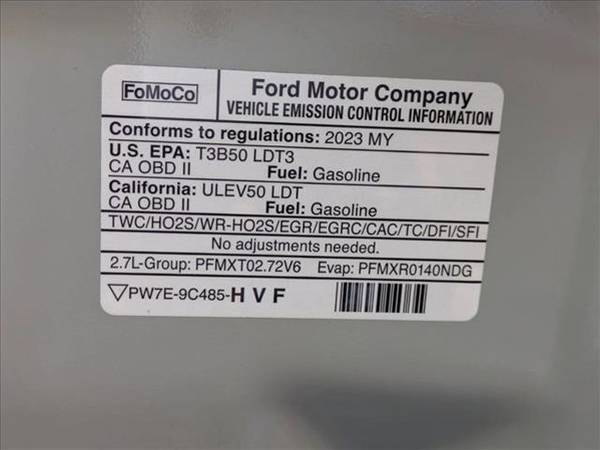 FoMoCo
Ford Motor Company
VEHICLE EMISSION CONTROL INFORMATION
Conforms to regulations: 2023 MY
U.S. EPA: T3B50 LDT3
CA OBD II Fuel: Gasoline
California: ULEV50 LDT
CA OBD II Fuel: Gasoline
TWC/HO2S/WR-HO2S/EGR/EGRC/CAC/TC/DFI/SFI
No adjustments needed.
2.7L-Group: PFMXT02.72V6 Evap: PFMXR0140NDG
▽PW7E-9C485-H V F